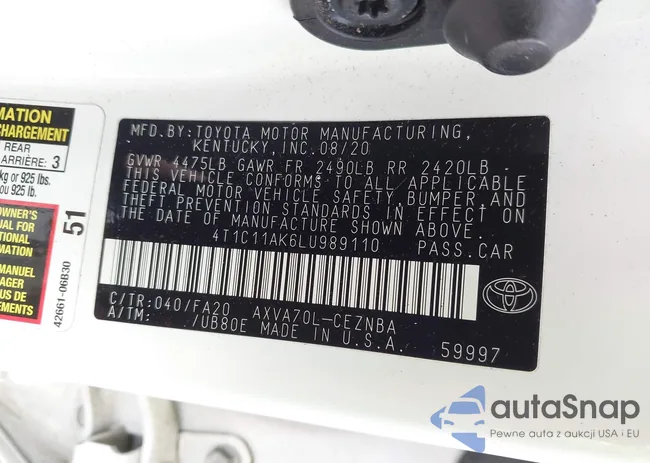 MATION
CHARGEMENT
REAR
ARRIÈRE: 3
kg or 925 lbs.
ou 925 lb.
OWNER'S
UAL FOR
ITIONAL
RMATION
MANUEL
AGER
US DE
EMENTS
51
42661-06B30
MFD.BY:TOYOTA MOTOR MANUFACTURING,
KENTUCKY, INC. 08/20
GVWR 4475LB GAWR FR 2490LB RR 2420LB
THIS VEHICLE CONFORMS TO ALL APPLICABLE
FEDERAL MOTOR VEHICLE SAFETY, BUMPER, AND
THEFT PREVENTION STANDARDS IN EFFECT ON
THE DATE OF MANUFACTURE SHOWN ABOVE.
4T1C11AK6LU989110 PASS.CAR
C/TR:040/FA20 AXVA70L-CEZNBA
A/TM: /UB80E MADE IN U.S.A. 59997
TOYOTA
autaSnap
Pewne auta z aukcji USA i EU